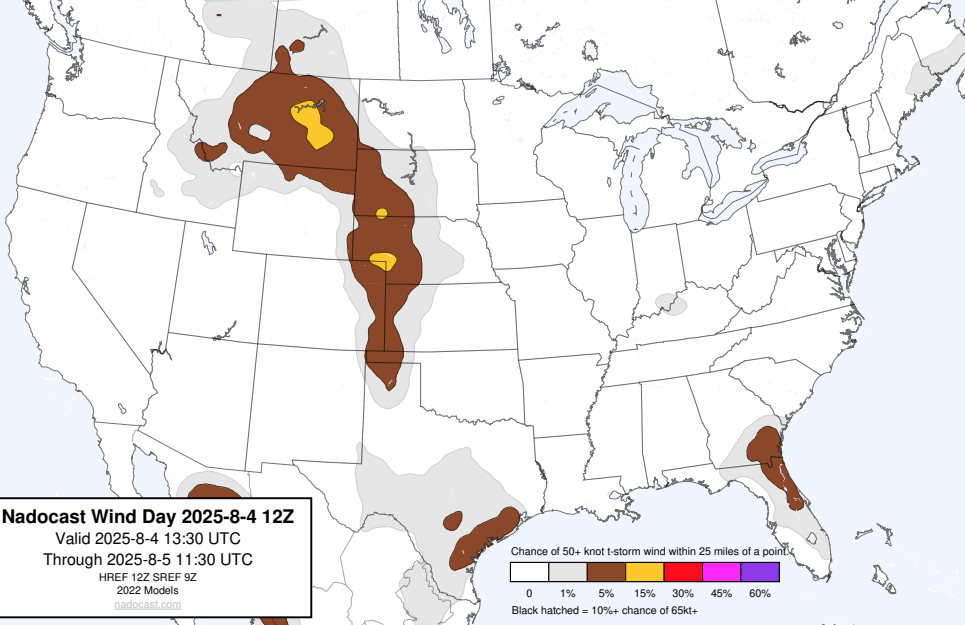 Nadocast Wind Day 2025-8-4 12Z
Valid 2025-8-4 13:30 UTC
Through 2025-8-5 11:30 UTC
HREF 12Z SREF 9Z
2022 Models
nadocast.com
Chance of 50+ knot t-storm wind within 25 miles of a point.
0 1% 5% 15% 30% 45% 60%
Black hatched = 10%+ chance of 65kt+